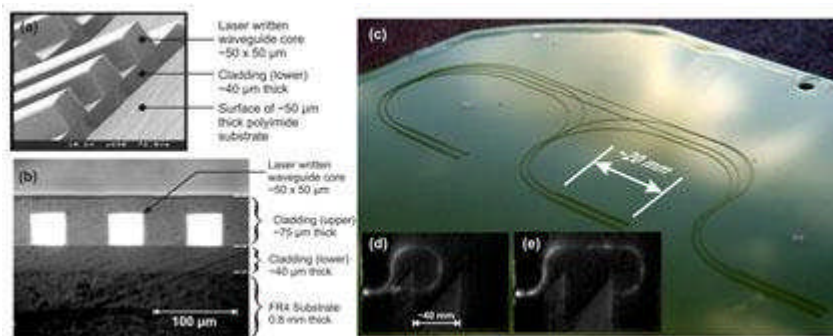 (a)
Laser written
waveguide core
~50 x 50 µm
Cladding (lower)
~40 µm thick
Surface of ~50 µm
thick polyimide
substrate
(b)
Laser written
waveguide core
~50 x 50 µm
Cladding (upper)
~75 µm thick
Cladding (lower)
~40 µm thick
FR4 Substrate
0.8 mm thick
100 µm
(c)
~20 mm
(d)
~40 mm
(e)